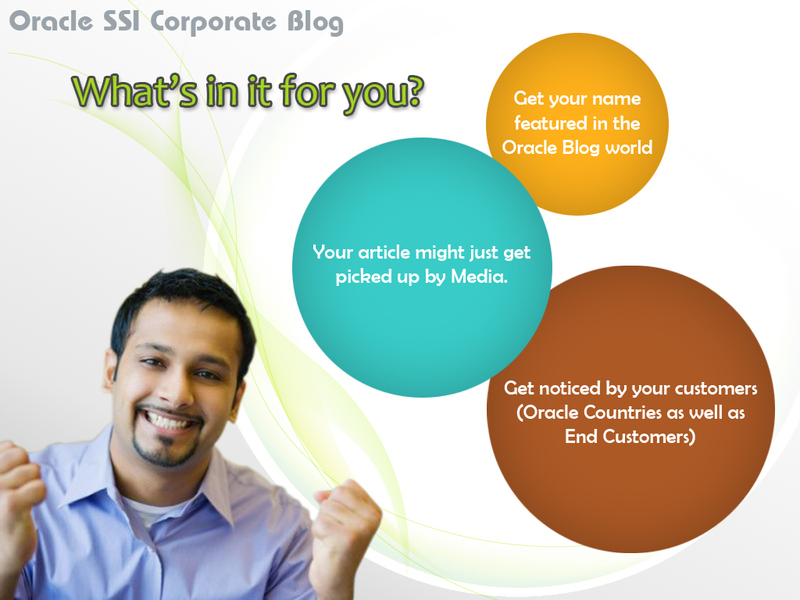 Oracle SSI Corporate Blog
What's in it for you?
Get your name
featured in the
Oracle Blog world
Your article might just get
picked up by Media.
Get noticed by your customers
(Oracle Countries as well as
End Customers)